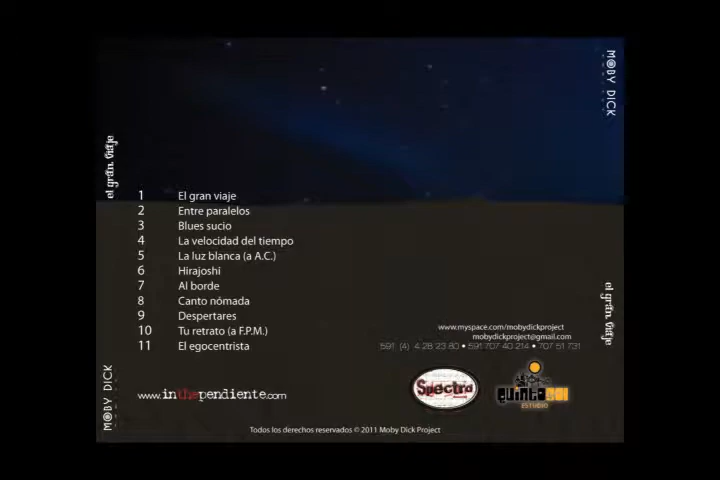 MOBY DICK
el gran viaje
1 El gran viaje
2 Entre paralelos
3 Blues sucio
4 La velocidad del tiempo
5 La luz blanca (a A.C.)
6 Hirajoshi
7 Al borde
8 Canto nómada
9 Despertares
10 Tu retrato (a F.P.M.)
11 El egocentrista
el gran viaje
www.myspace.com/mobydickproject
mobydickproject@gmail.com
591 (4) 4 28 23 80 • 591 707 40 214 • 707 51 731
MOBY DICK
www.inthependiente.com
Spectro
quinto sol
ESTUDIO
Todos los derechos reservados © 2011 Moby Dick Project